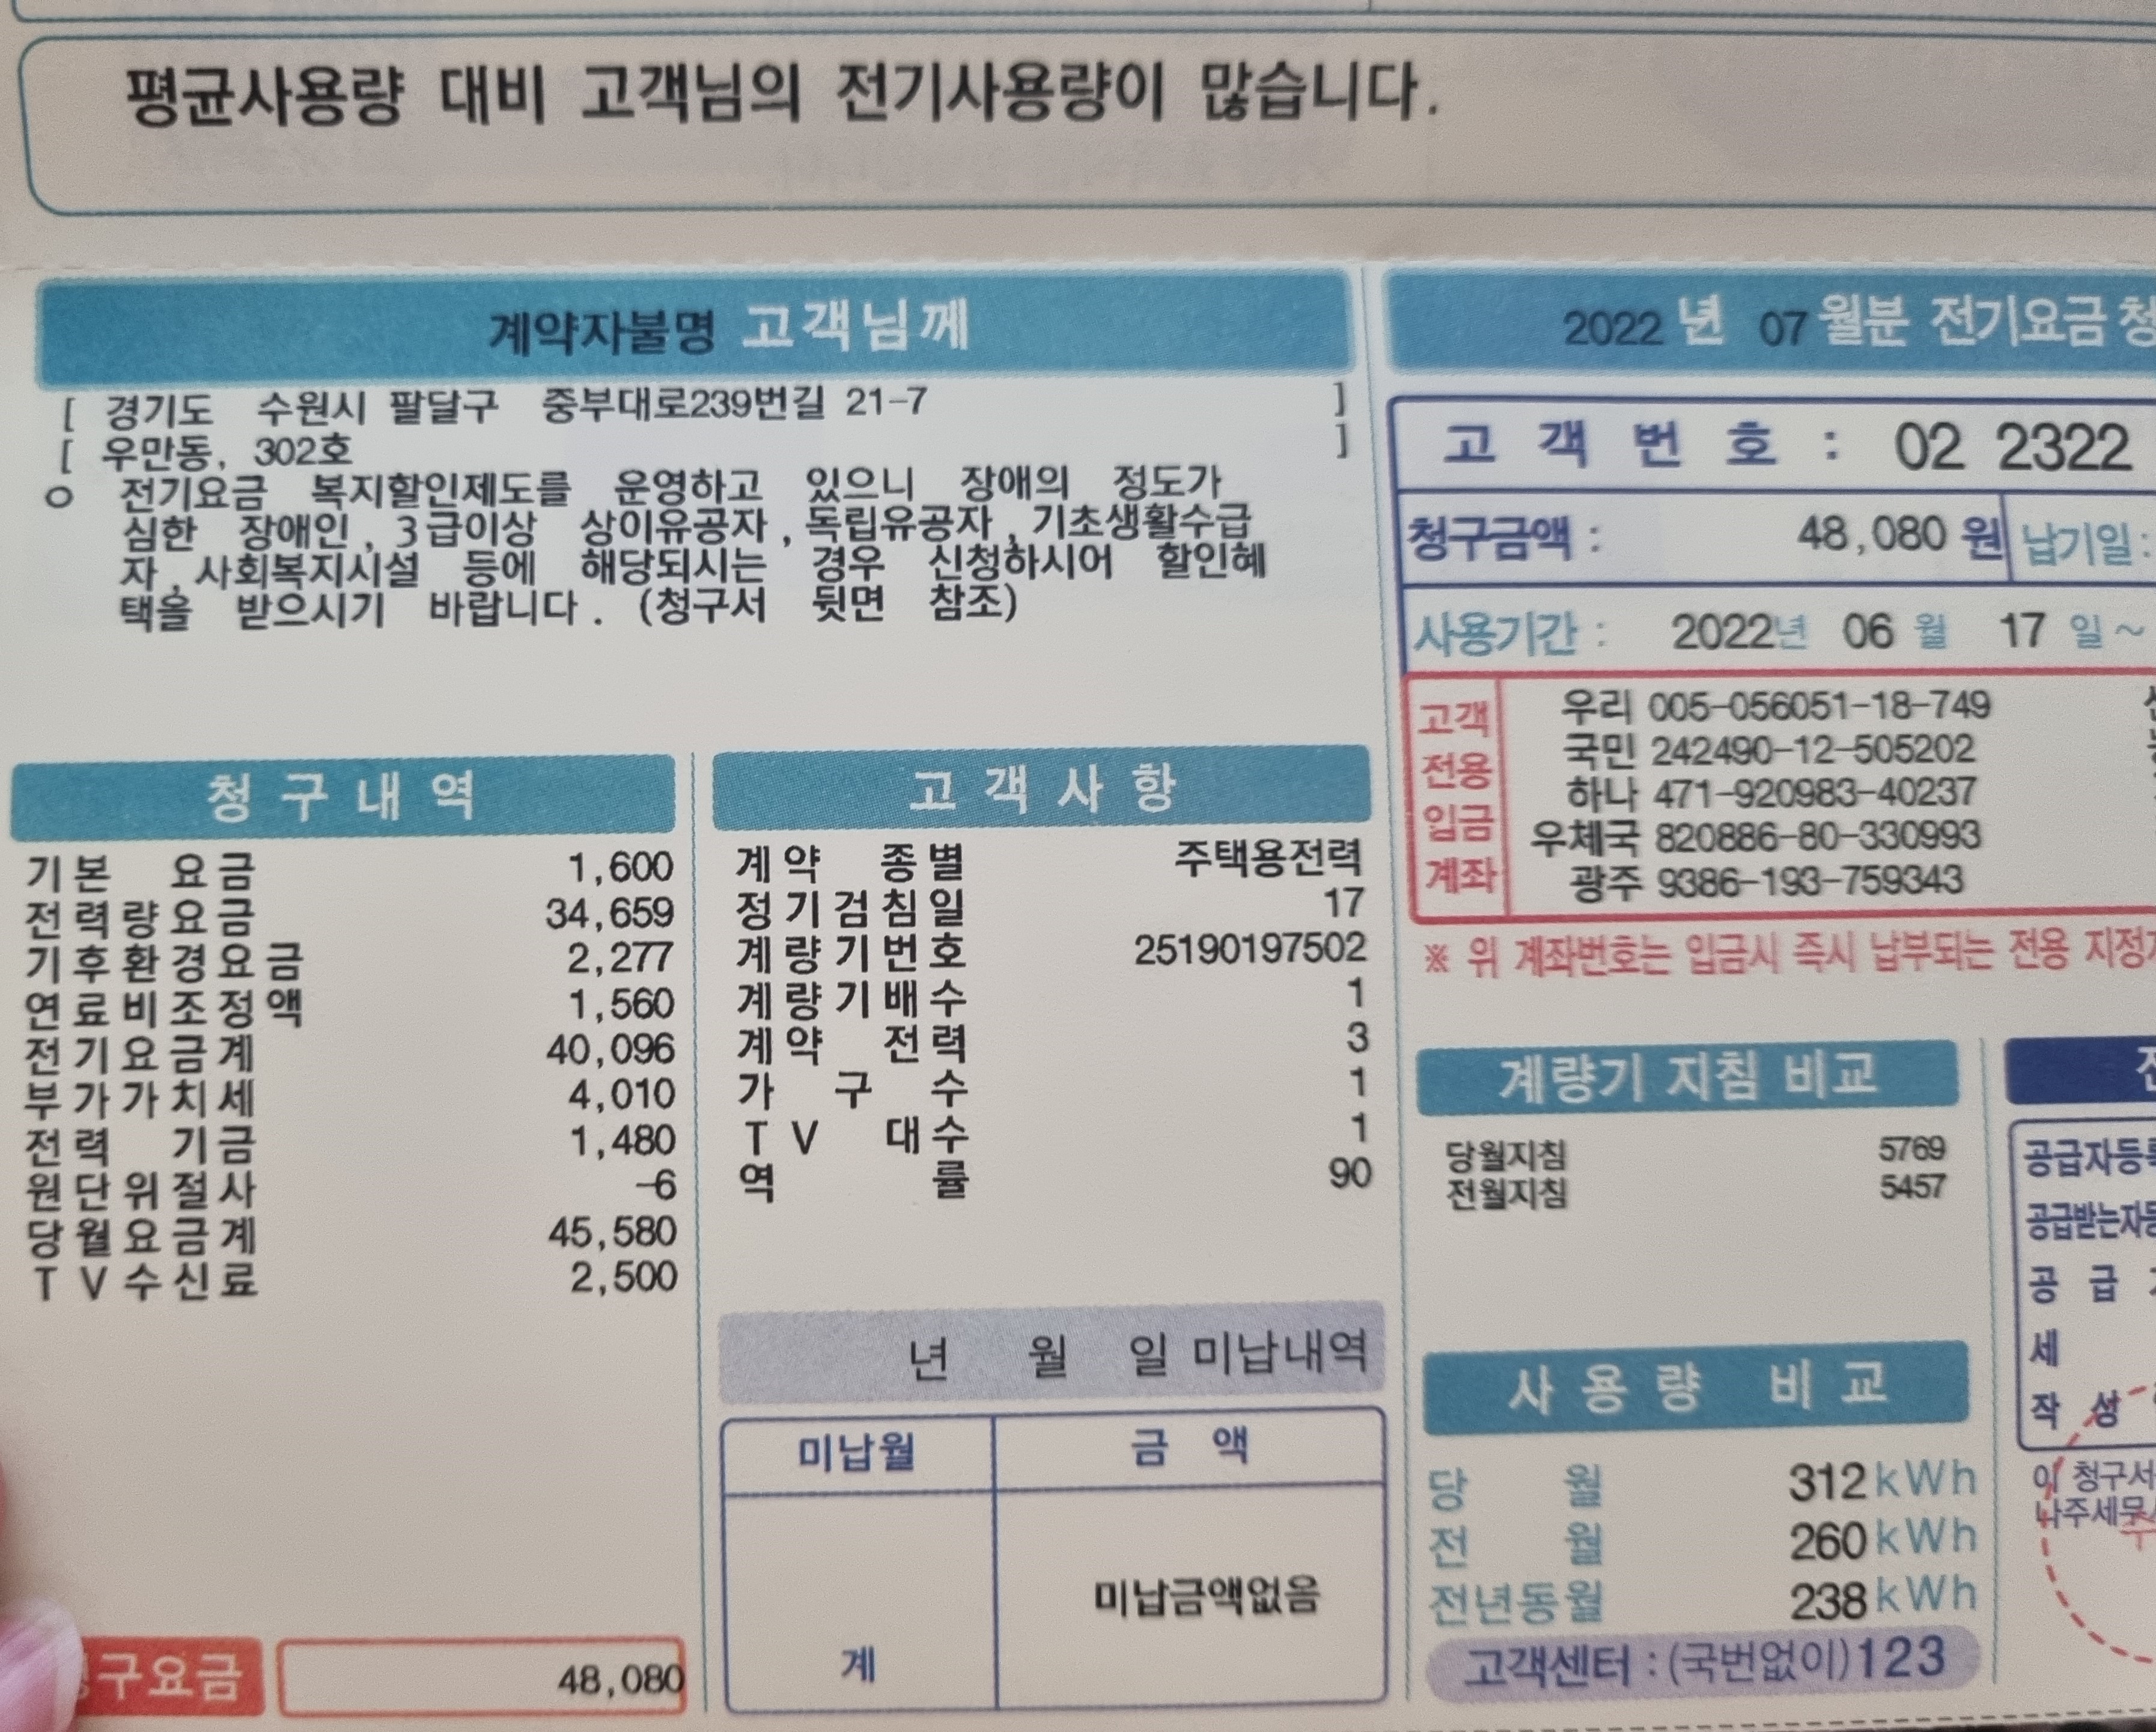 평균사용량 대비 고객님의 전기사용량이 많습니다.
계약자불명 고객님께
[ 경기도 수원시 팔달구 중부대로239번길 21-7 ]
[ 우만동, 302호 ]
ㅇ 전기요금 복지할인제도를 운영하고 있으니 장애의 정도가
심한 장애인, 3급이상 상이유공자, 독립유공자, 기초생활수급
자, 사회복지시설 등에 해당되시는 경우 신청하시어 할인혜
택을 받으시기 바랍니다. (청구서 뒷면 참조)
청구내역
기본요금 1,600
전력량요금 34,659
기후환경요금 2,277
연료비조정액 1,560
전기요금계 40,096
부가가치세 4,010
전력기금 1,480
원단위절사 -6
당월요금계 45,580
TV수신료 2,500
구요금 48,080
고객사항
계약종별 주택용전력
정기검침일 17
계량기번호 25190197502
계량기배수 1
계약전력 3
가구수 1
TV대수 1
역률 90
년 월 일 미납내역
미납월 금액
미납금액없음
계
2022년 07월분 전기요금 청
고객번호 : 02 2322
청구금액 : 48,080 원 납기일 :
사용기간 : 2022년 06월 17일 ~
고객전용입금계좌
우리 005-056051-18-749
국민 242490-12-505202
하나 471-920983-40237
우체국 820886-80-330993
광주 9386-193-759343
※ 위 계좌번호는 입금시 즉시 납부되는 전용 지정
계량기 지침 비교
당월지침 5769
전월지침 5457
사용량 비교
당월 312 kWh
전월 260 kWh
전년동월 238 kWh
고객센터 : (국번없이)123
공급자등록
공급받는자등
공급
세
작성
이 청구서
나주세무